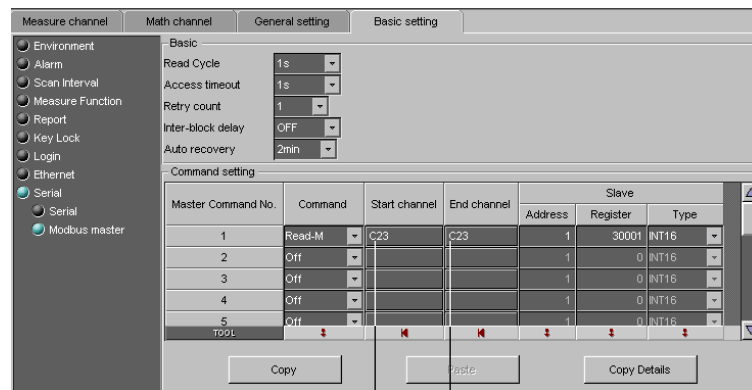 Measure channel Math channel General setting Basic setting
Environment
Alarm
Scan Interval
Measure Function
Report
Key Lock
Login
Ethernet
Serial
Serial
Modbus master
Basic
Read Cycle 1s
Access timeout 1s
Retry count 1
Inter-block delay OFF
Auto recovery 2min
Command setting
Master Command No. Command Start channel End channel Slave
Address Register Type
1 Read-M C23 C23 1 30001 INT16
2 Off 1 0 INT16
3 Off 1 0 INT16
4 Off 1 0 INT16
5 Off 1 0 INT16
TOOL
Copy Paste Copy Details